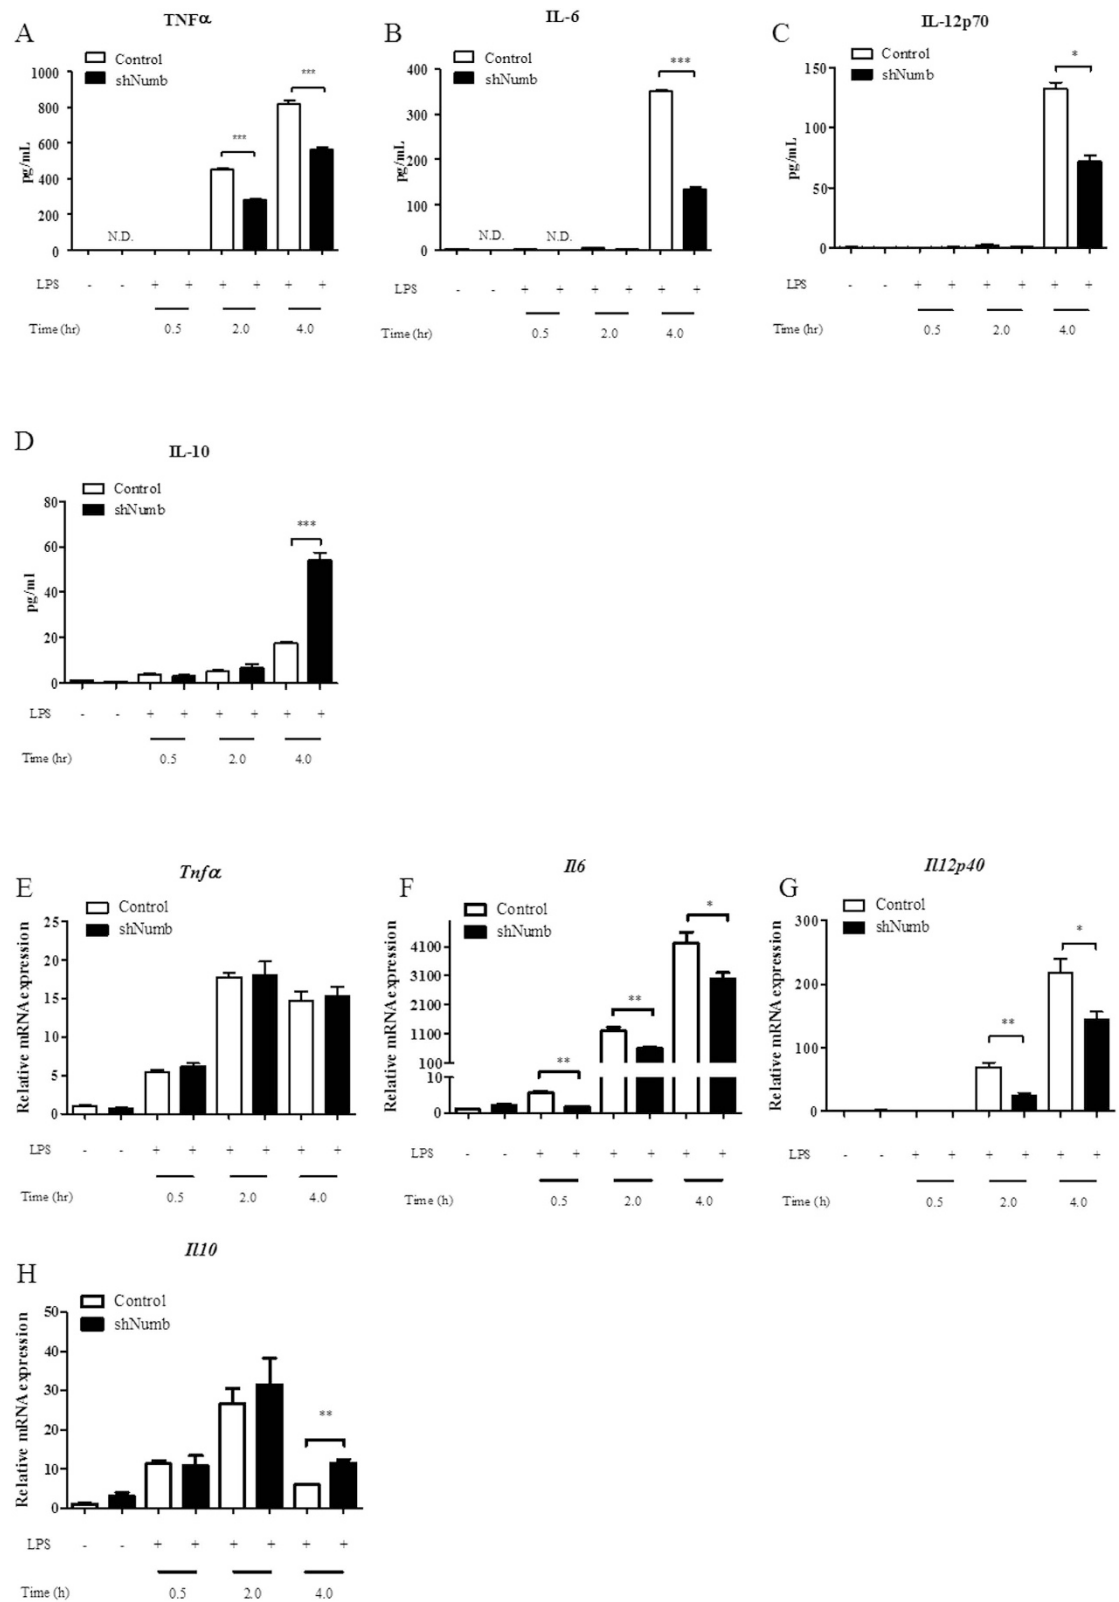 TNFα
A
Control
shNumb
1000
800
600
400
200
0
pg/mL
***
***
N.D.
LPS - - + + + + + +
Time (hr) 0.5 2.0 4.0
IL-6
B
Control
shNumb
400
300
200
100
0
pg/mL
***
N.D. N.D.
LPS - - + + + + + +
Time (hr) 0.5 2.0 4.0
IL-12p70
C
Control
shNumb
150
100
50
0
pg/mL
*
LPS - - + + + + + +
Time (hr) 0.5 2.0 4.0
D
IL-10
Control
shNumb
80
60
40
20
0
pg/ml
***
LPS - - + + + + + +
Time (hr) 0.5 2.0 4.0
Tnfα
E
Control
shNumb
25
20
15
10
5
0
Relative mRNA expression
LPS - - + + + + + +
Time (hr) 0.5 2.0 4.0
Il6
F
Control
shNumb
4100
3100
2100
1100
100
10
0
Relative mRNA expression
*
**
**
LPS - - + + + + + +
Time (h) 0.5 2.0 4.0
Il12p40
G
Control
shNumb
300
200
100
0
Relative mRNA expression
*
**
LPS - - + + + + + +
Time (h) 0.5 2.0 4.0
Il10
H
Control
shNumb
50
40
30
20
10
0
Relative mRNA expression
**
LPS - - + + + + + +
Time (h) 0.5 2.0 4.0